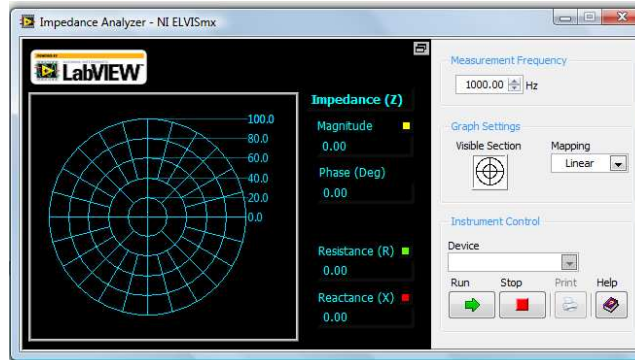 Impedance Analyzer - NI ELVISmx
LabVIEW
100.0
80.0
60.0
40.0
20.0
0.0
Impedance (Z)
Magnitude
0.00
Phase (Deg)
0.00
Resistance (R)
0.00
Reactance (X)
0.00
Measurement Frequency
1000.00 Hz
Graph Settings
Visible Section Mapping
Linear
Instrument Control
Device
Run Stop Print Help